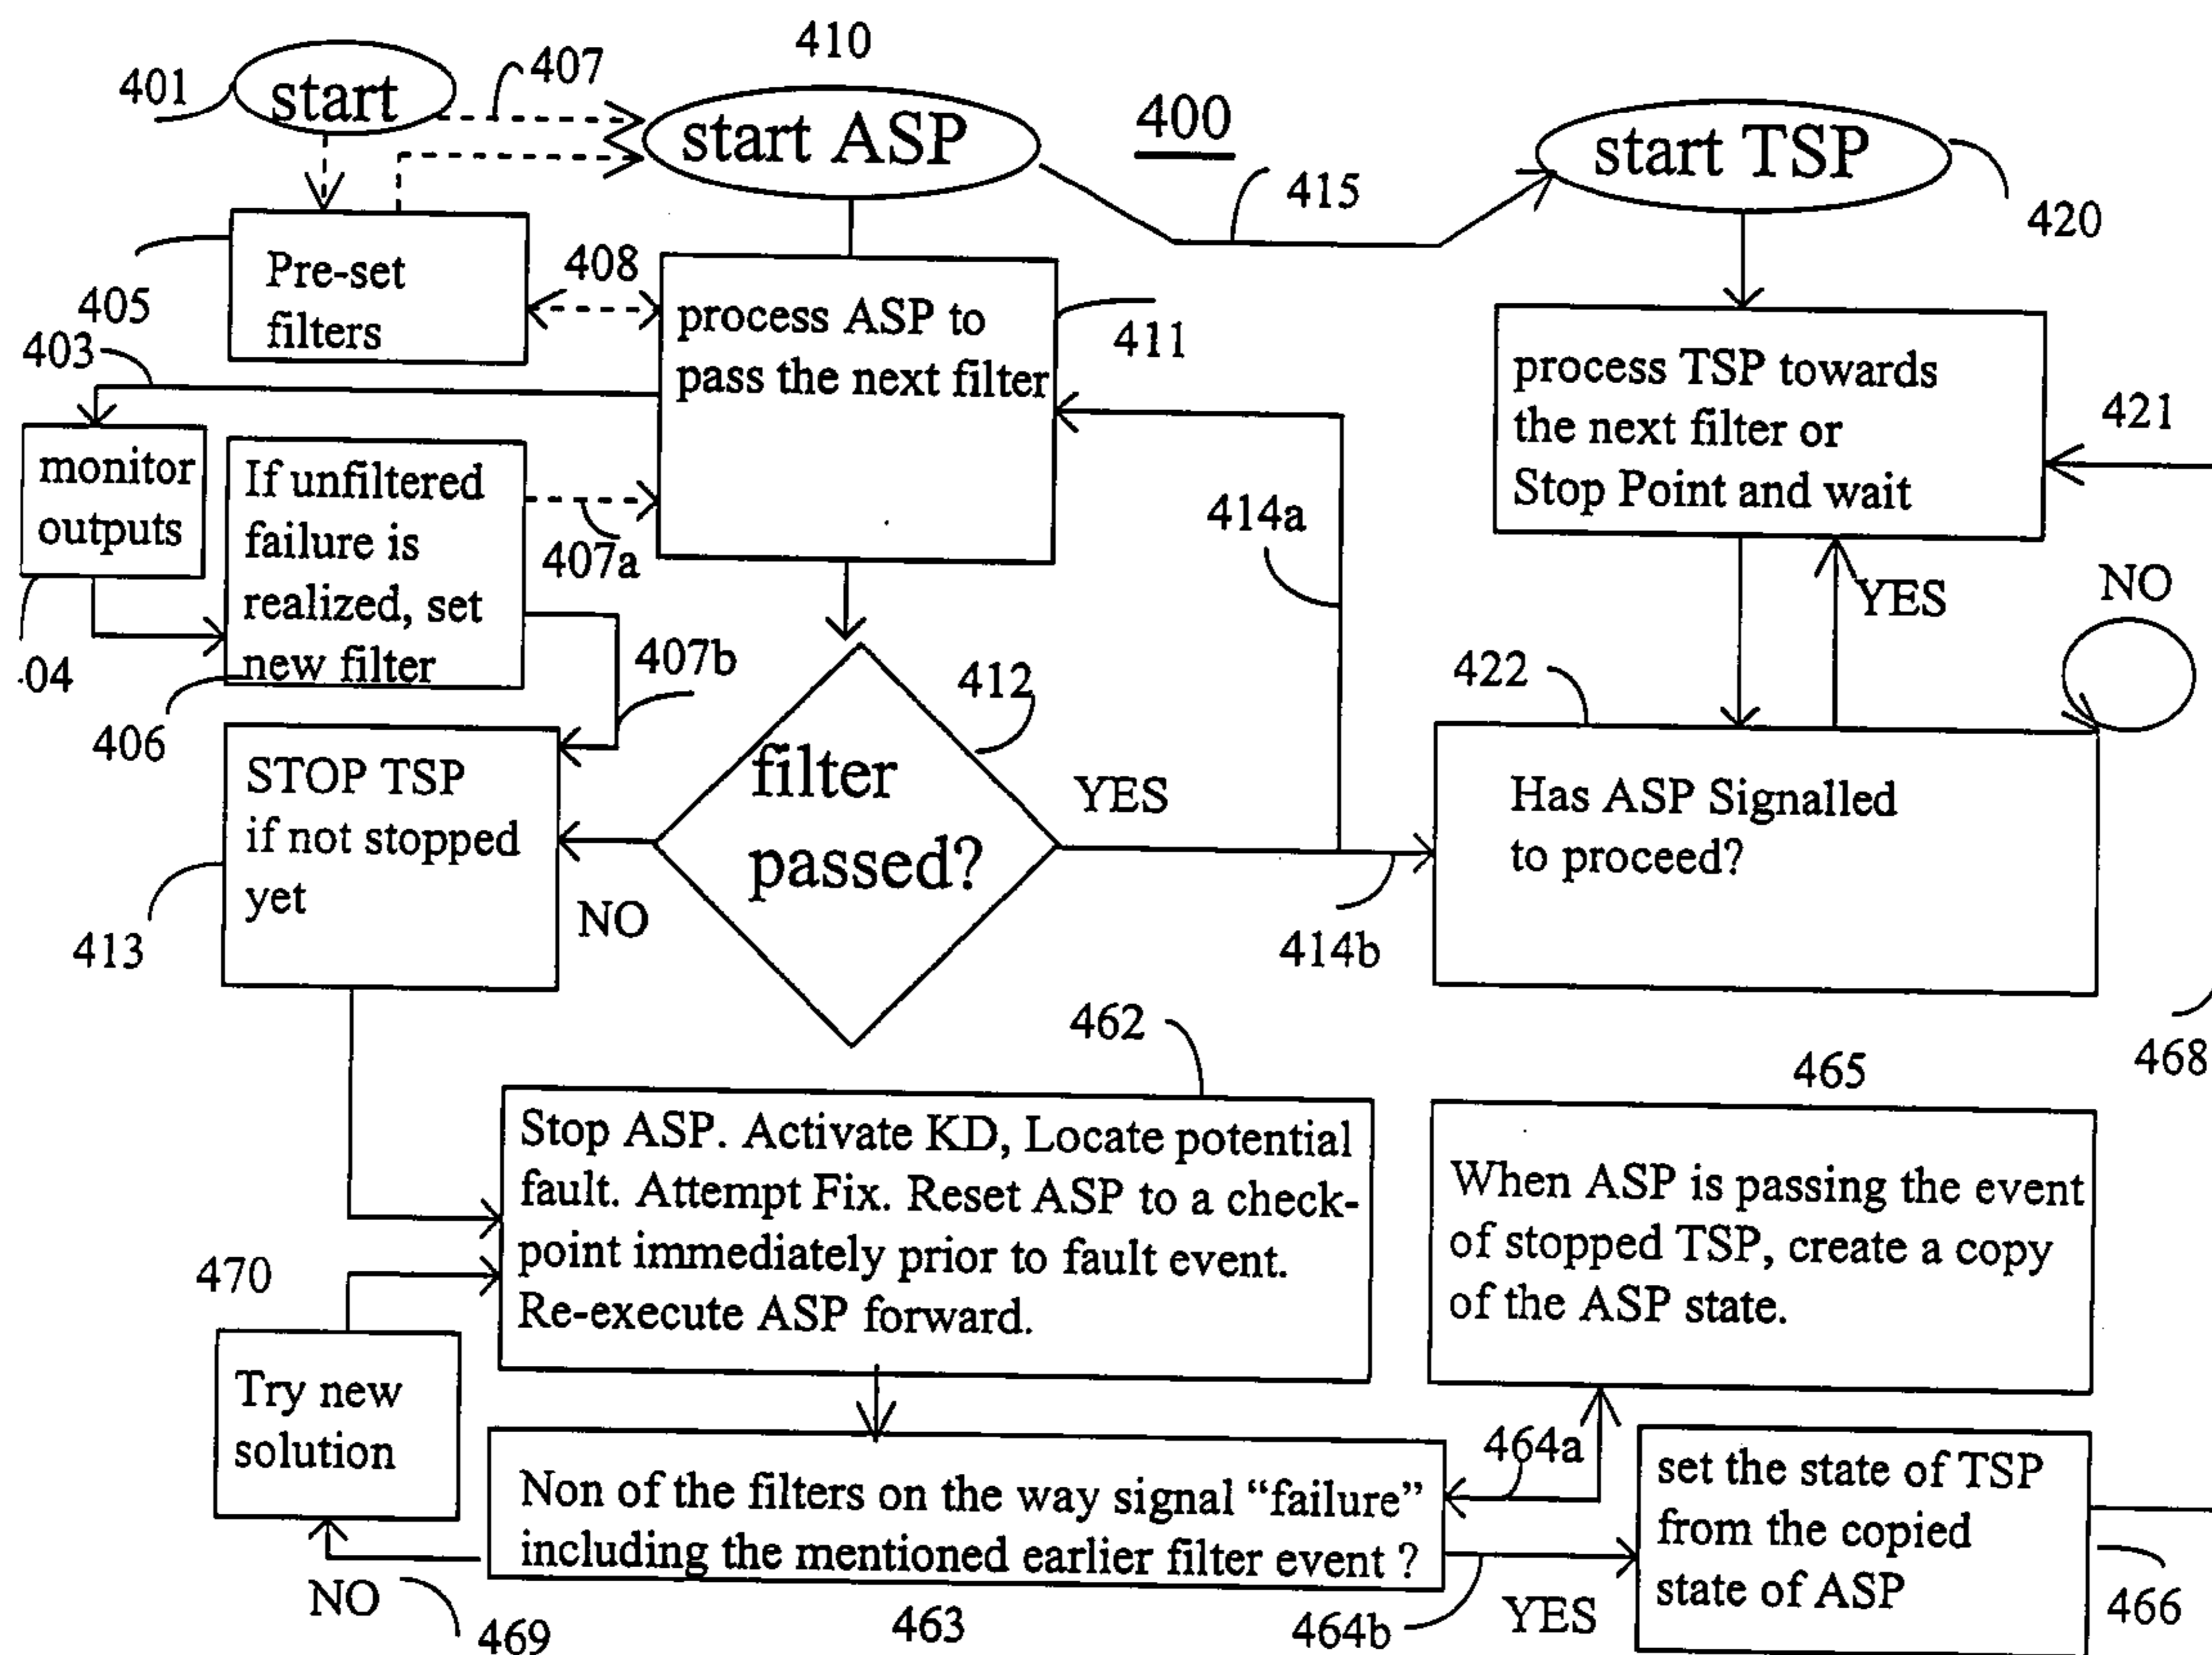 410
401
start
407
start ASP
400
start TSP
415
420
Pre-set
filters
405
408
process ASP to
pass the next filter
411
403
process TSP towards
the next filter or
Stop Point and wait
421
monitor
outputs
If unfiltered
failure is
realized, set
new filter
407a
414a
YES
NO
04
406
407b
412
422
STOP TSP
if not stopped
yet
413
filter
passed?
YES
NO
414b
Has ASP Signalled
to proceed?
468
462
465
Stop ASP. Activate KD, Locate potential
fault. Attempt Fix. Reset ASP to a check-
point immediately prior to fault event.
Re-execute ASP forward.
When ASP is passing the event
of stopped TSP, create a copy
of the ASP state.
470
Try new
solution
464a
Non of the filters on the way signal “failure”
including the mentioned earlier filter event ?
set the state of TSP
from the copied
state of ASP
NO
469
463
464b
YES
466